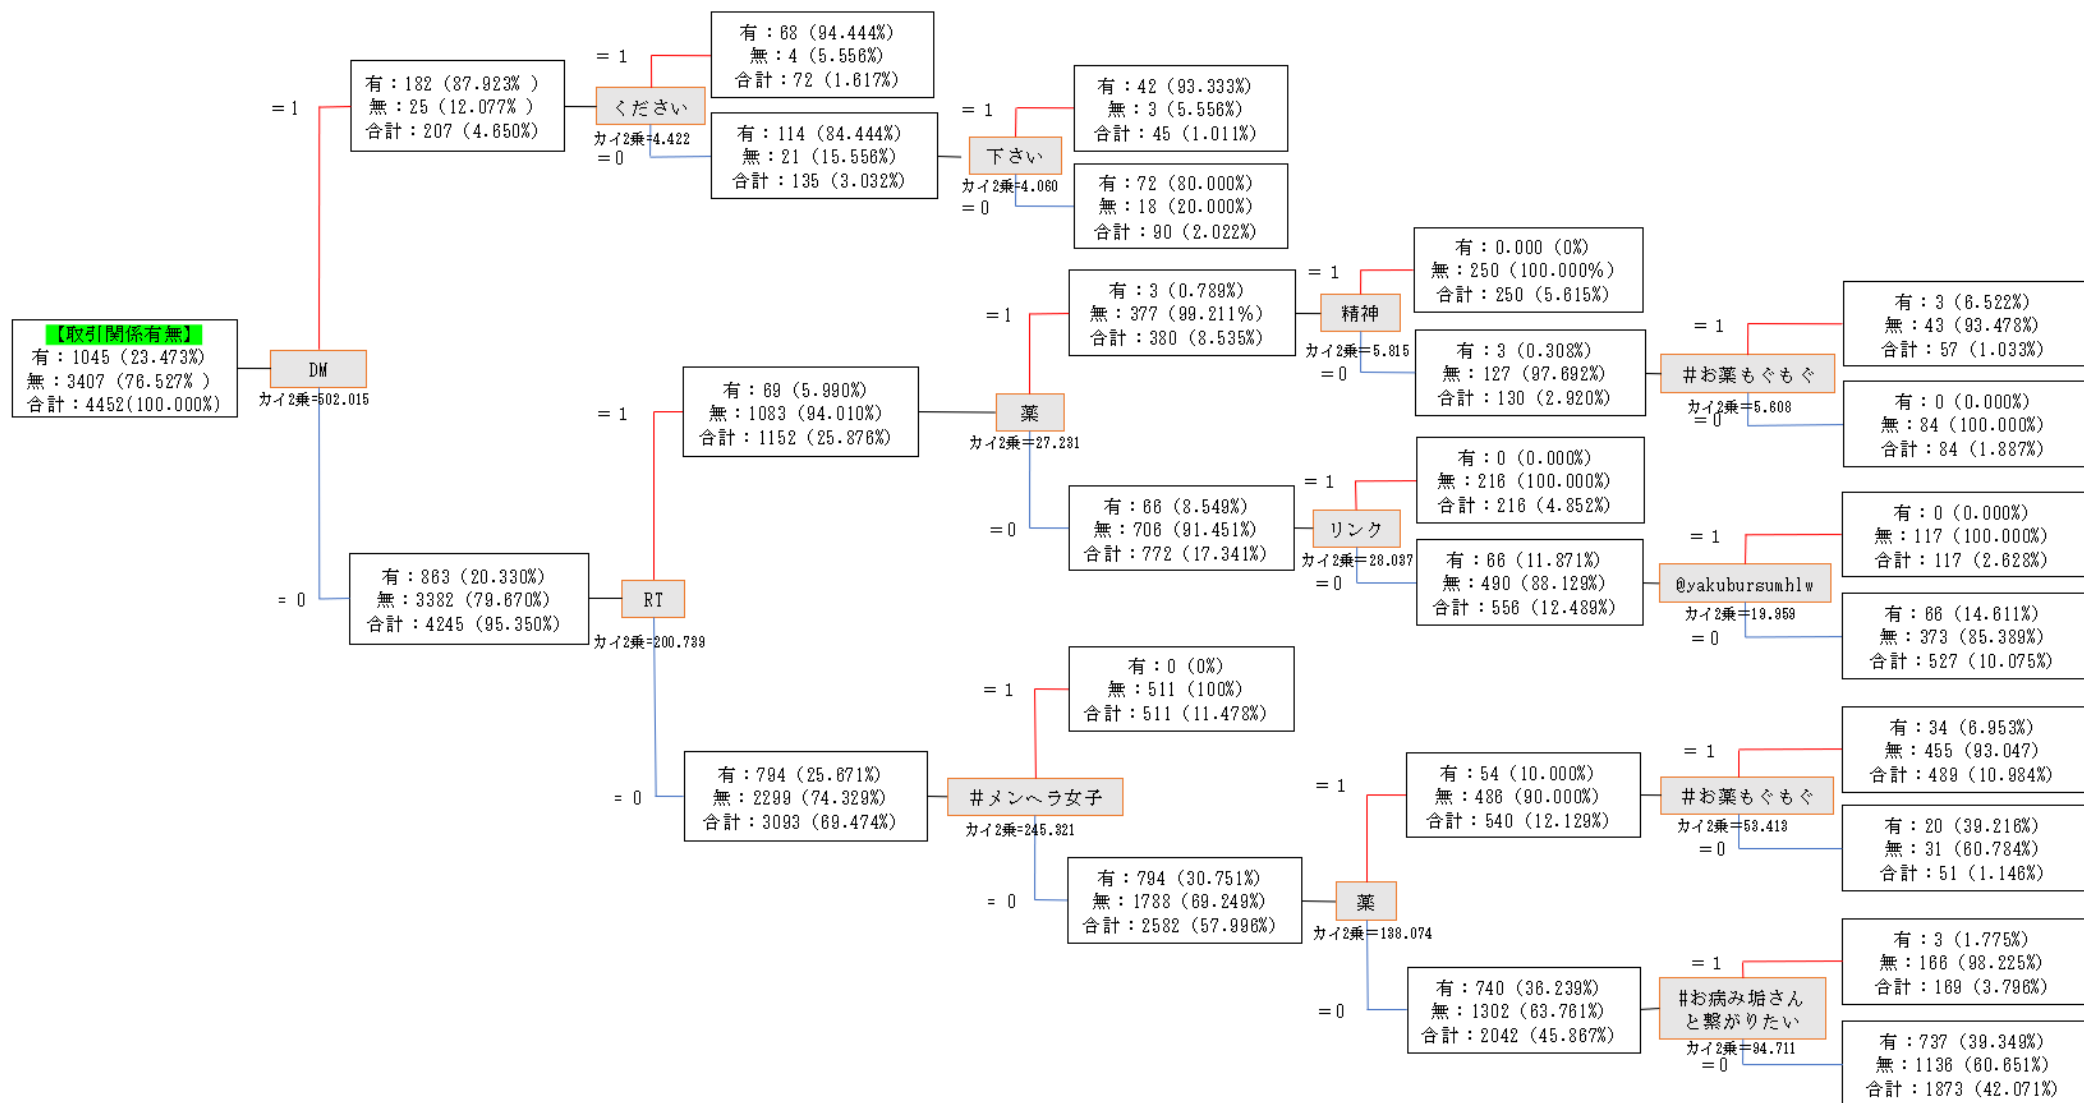 【取引関係有無】
有：1045 (23.473%)
無：3407 (76.527% )
合計：4452(100.000%)
DM
カイ2乗=502.015
= 1
有：182 (87.923% )
無：25 (12.077% )
合計：207 (4.650%)
ください
カイ2乗=4.422
= 1
有：68 (94.444%)
無：4 (5.556%)
合計：72 (1.617%)
=0
有：114 (84.444%)
無：21 (15.556%)
合計：135 (3.032%)
下さい
カイ2乗=4.060
= 1
有：42 (93.333%)
無：3 (5.556%)
合計：45 (1.011%)
=0
有：72 (80.000%)
無：18 (20.000%)
合計：90 (2.022%)
= 0
有：863 (20.330%)
無：3382 (79.670%)
合計：4245 (95.350%)
RT
カイ2乗=200.739
= 1
有：69 (5.990%)
無：1083 (94.010%)
合計：1152 (25.876%)
薬
カイ2乗=27.231
=1
有：3 (0.789%)
無：377 (99.211%)
合計：380 (8.535%)
精神
カイ2乗=5.815
= 1
有：0.000 (0%)
無：250 (100.000%)
合計：250 (5.615%)
=0
有：3 (0.308%)
無：127 (97.692%)
合計：130 (2.920%)
#お薬もぐもぐ
カイ2乗=5.608
= 1
有：3 (6.522%)
無：43 (93.478%)
合計：57 (1.033%)
=0
有：0 (0.000%)
無：84 (100.000%)
合計：84 (1.887%)
=0
有：66 (8.549%)
無：706 (91.451%)
合計：772 (17.341%)
リンク
カイ2乗=28.037
= 1
有：0 (0.000%)
無：216 (100.000%)
合計：216 (4.852%)
=0
有：66 (11.871%)
無：490 (88.129%)
合計：556 (12.489%)
@yakubursumhlw
カイ2乗=19.959
= 1
有：0 (0.000%)
無：117 (100.000%)
合計：117 (2.628%)
=0
有：66 (14.611%)
無：373 (85.389%)
合計：527 (10.075%)
= 0
有：794 (25.671%)
無：2299 (74.329%)
合計：3093 (69.474%)
#メンヘラ女子
カイ2乗=245.321
= 1
有：0 (0%)
無：511 (100%)
合計：511 (11.478%)
= 0
有：794 (30.751%)
無：1788 (69.249%)
合計：2582 (57.996%)
薬
カイ2乗=138.074
= 1
有：54 (10.000%)
無：486 (90.000%)
合計：540 (12.129%)
#お薬もぐもぐ
カイ2乗=53.413
= 1
有：34 (6.953%)
無：455 (93.047)
合計：489 (10.984%)
=0
有：20 (39.216%)
無：31 (60.784%)
合計：51 (1.146%)
=0
有：740 (36.239%)
無：1302 (63.761%)
合計：2042 (45.867%)
#お病み垢さん
と繋がりたい
カイ2乗=94.711
= 1
有：3 (1.775%)
無：166 (98.225%)
合計：169 (3.796%)
=0
有：737 (39.349%)
無：1136 (60.651%)
合計：1873 (42.071%)